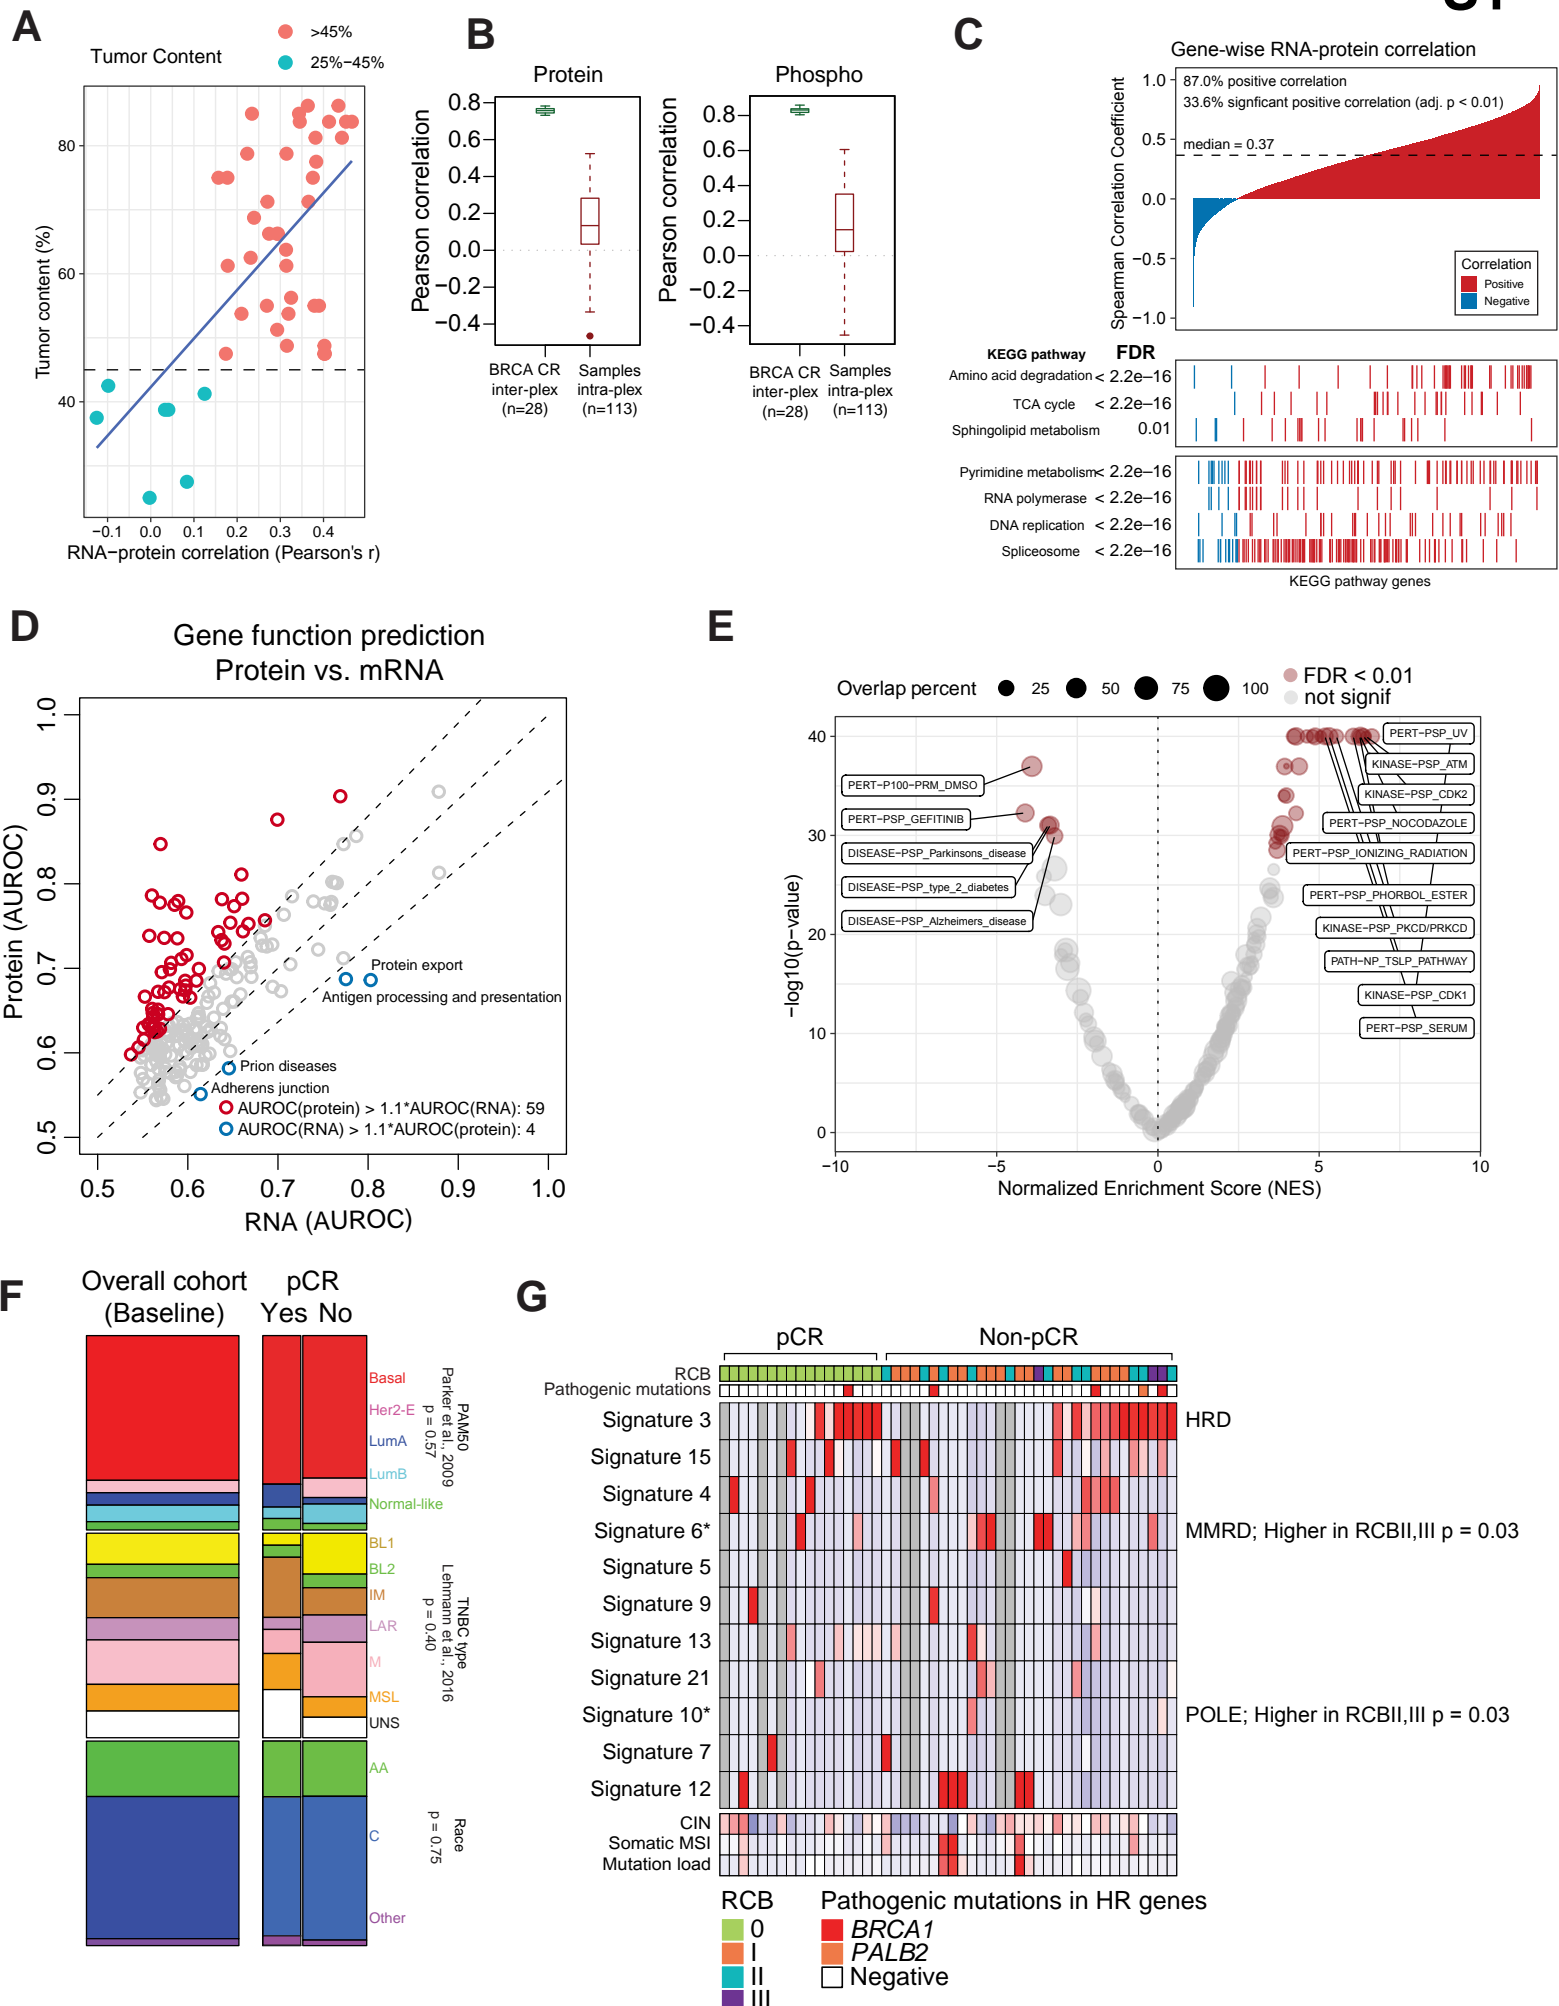 A
Tumor Content
>45%
25%−45%
Tumor content (%)
80
60
40
−0.1 0.0 0.1 0.2 0.3 0.4
RNA−protein correlation (Pearson's r)
B
Protein
Pearson correlation
0.8
0.6
0.4
0.2
0.0
−0.2
−0.4
BRCA CR
inter-plex
(n=28)
Samples
intra-plex
(n=113)
Phospho
Pearson correlation
0.8
0.6
0.4
0.2
0.0
−0.2
−0.4
BRCA CR
inter-plex
(n=28)
Samples
intra-plex
(n=113)
C
Gene-wise RNA-protein correlation
Spearman Correlation Coefficient
1.0
0.5
0.0
−0.5
−1.0
87.0% positive correlation
33.6% signficant positive correlation (adj. p < 0.01)
median = 0.37
Correlation
Positive
Negative
KEGG pathway FDR
Amino acid degradation < 2.2e−16
TCA cycle < 2.2e−16
Sphingolipid metabolism 0.01
Pyrimidine metabolism < 2.2e−16
RNA polymerase < 2.2e−16
DNA replication < 2.2e−16
Spliceosome < 2.2e−16
KEGG pathway genes
D
Gene function prediction
Protein vs. mRNA
Protein (AUROC)
1.0
0.9
0.8
0.7
0.6
0.5
Protein export
Antigen processing and presentation
Prion diseases
Adherens junction
AUROC(protein) > 1.1*AUROC(RNA): 59
AUROC(RNA) > 1.1*AUROC(protein): 4
0.5 0.6 0.7 0.8 0.9 1.0
RNA (AUROC)
E
Overlap percent 25 50 75 100
FDR < 0.01
not signif
−log10(p−value)
40
30
20
10
0
PERT−P100−PRM_DMSO
PERT−PSP_GEFITINIB
DISEASE−PSP_Parkinsons_disease
DISEASE−PSP_type_2_diabetes
DISEASE−PSP_Alzheimers_disease
PERT−PSP_UV
KINASE−PSP_ATM
KINASE−PSP_CDK2
PERT−PSP_NOCODAZOLE
PERT−PSP_IONIZING_RADIATION
PERT−PSP_PHORBOL_ESTER
KINASE−PSP_PKCD/PRKCD
PATH−NP_TSLP_PATHWAY
KINASE−PSP_CDK1
PERT−PSP_SERUM
−10 −5 0 5 10
Normalized Enrichment Score (NES)
F
Overall cohort
(Baseline)
pCR
Yes No
Basal
Her2-E
LumA
LumB
Normal-like
PAM50
Parker et al., 2009
p = 0.57
BL1
BL2
IM
LAR
M
MSL
UNS
TNBC type
Lehmann et al., 2016
p = 0.40
AA
C
Other
Race
p = 0.75
G
pCR Non-pCR
RCB
Pathogenic mutations
Signature 3 HRD
Signature 15
Signature 4
Signature 6* MMRD; Higher in RCBII,III p = 0.03
Signature 5
Signature 9
Signature 13
Signature 21
Signature 10* POLE; Higher in RCBII,III p = 0.03
Signature 7
Signature 12
CIN
Somatic MSI
Mutation load
RCB
0
I
II
III
Pathogenic mutations in HR genes
BRCA1
PALB2
Negative